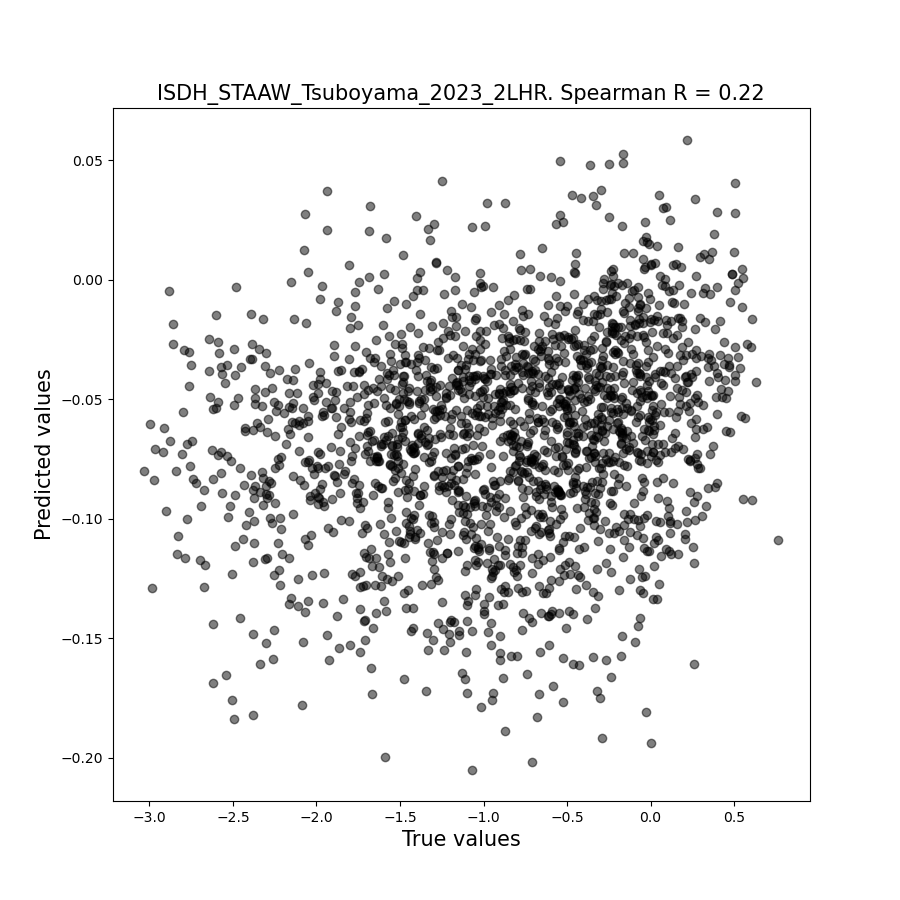 ISDH_STAAW_Tsuboyama_2023_2LHR. Spearman R = 0.22
0.05
0.00
−0.05
−0.10
−0.15
−0.20
Predicted values
−3.0 −2.5 −2.0 −1.5 −1.0 −0.5 0.0 0.5
True values